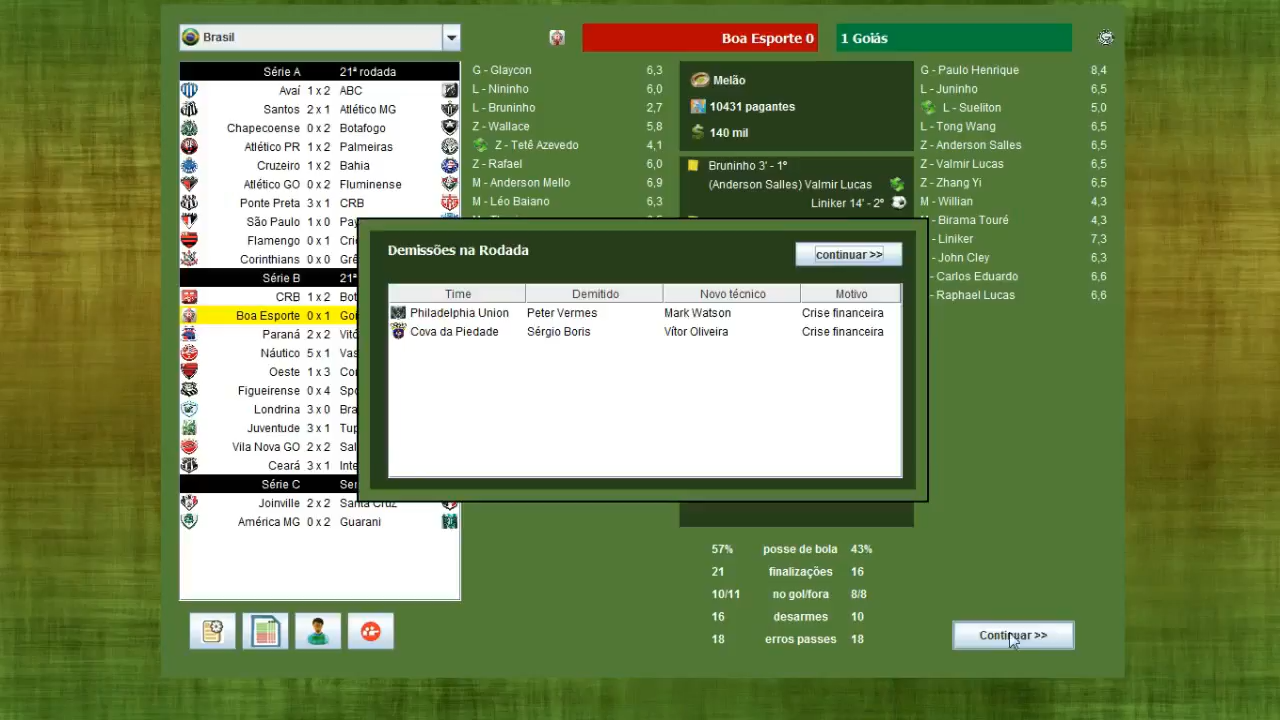 Brasil
Boa Esporte 0
1 Goiás
Série A 21ª rodada
Avaí 1 x 2 ABC
Santos 2 x 1 Atlético MG
Chapecoense 0 x 2 Botafogo
Atlético PR 1 x 2 Palmeiras
Cruzeiro 1 x 2 Bahia
Atlético GO 0 x 2 Fluminense
Ponte Preta 3 x 1 CRB
São Paulo 1 x 0
Flamengo 0 x 1
Corinthians 0 x 0
Série B
CRB 1 x 2
Boa Esporte 0 x 1
Paraná 2 x 2
Náutico 5 x 1
Oeste 1 x 3
Figueirense 0 x 4
Londrina 3 x 0
Juventude 3 x 1
Vila Nova GO 2 x 2
Ceará 3 x 1
Série C
Joinville 2 x 2 Santa Cruz
América MG 0 x 2 Guarani
G - Glaycon 6,3
L - Nininho 6,0
L - Bruninho 2,7
Z - Wallace 5,8
Z - Tetê Azevedo 4,1
Z - Rafael 6,0
M - Anderson Mello 6,9
M - Léo Baiano 6,3
Melão
10431 pagantes
140 mil
Bruninho 3' - 1º
(Anderson Salles) Valmir Lucas
Liniker 14' - 2º
G - Paulo Henrique 8,4
L - Juninho 6,5
L - Sueliton 5,0
L - Tong Wang 6,5
Z - Anderson Salles 6,5
Z - Valmir Lucas 6,5
Z - Zhang Yi 6,5
M - Willian 4,3
M - Birama Touré 4,3
- Liniker 7,3
- John Cley 6,3
- Carlos Eduardo 6,6
- Raphael Lucas 6,6
Demissões na Rodada
continuar >>
Time Demitido Novo técnico Motivo
Philadelphia Union Peter Vermes Mark Watson Crise financeira
Cova da Piedade Sérgio Boris Vítor Oliveira Crise financeira
57% posse de bola 43%
21 finalizações 16
10/11 no gol/fora 8/8
16 desarmes 10
18 erros passes 18
Continuar >>